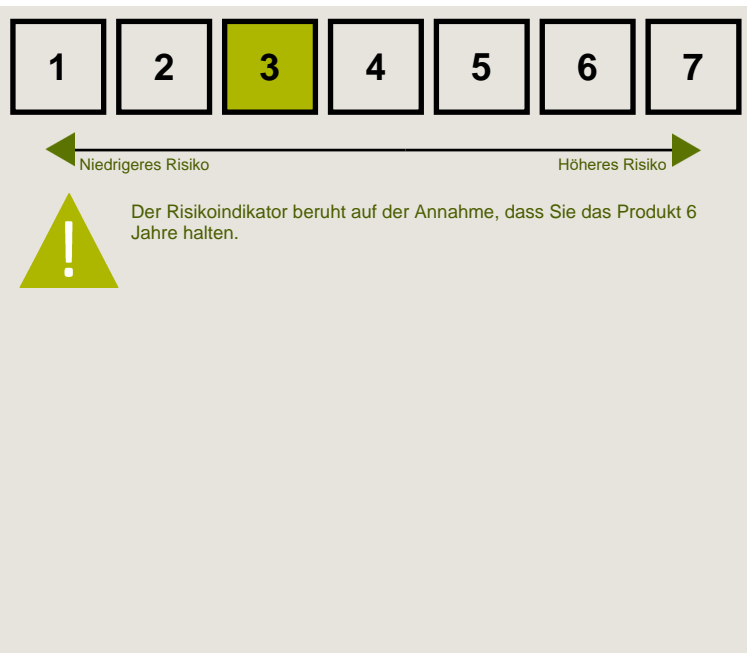 1 2 3 4 5 6 7
Niedrigeres Risiko Höheres Risiko
Der Risikoindikator beruht auf der Annahme, dass Sie das Produkt 6
Jahre halten.
!